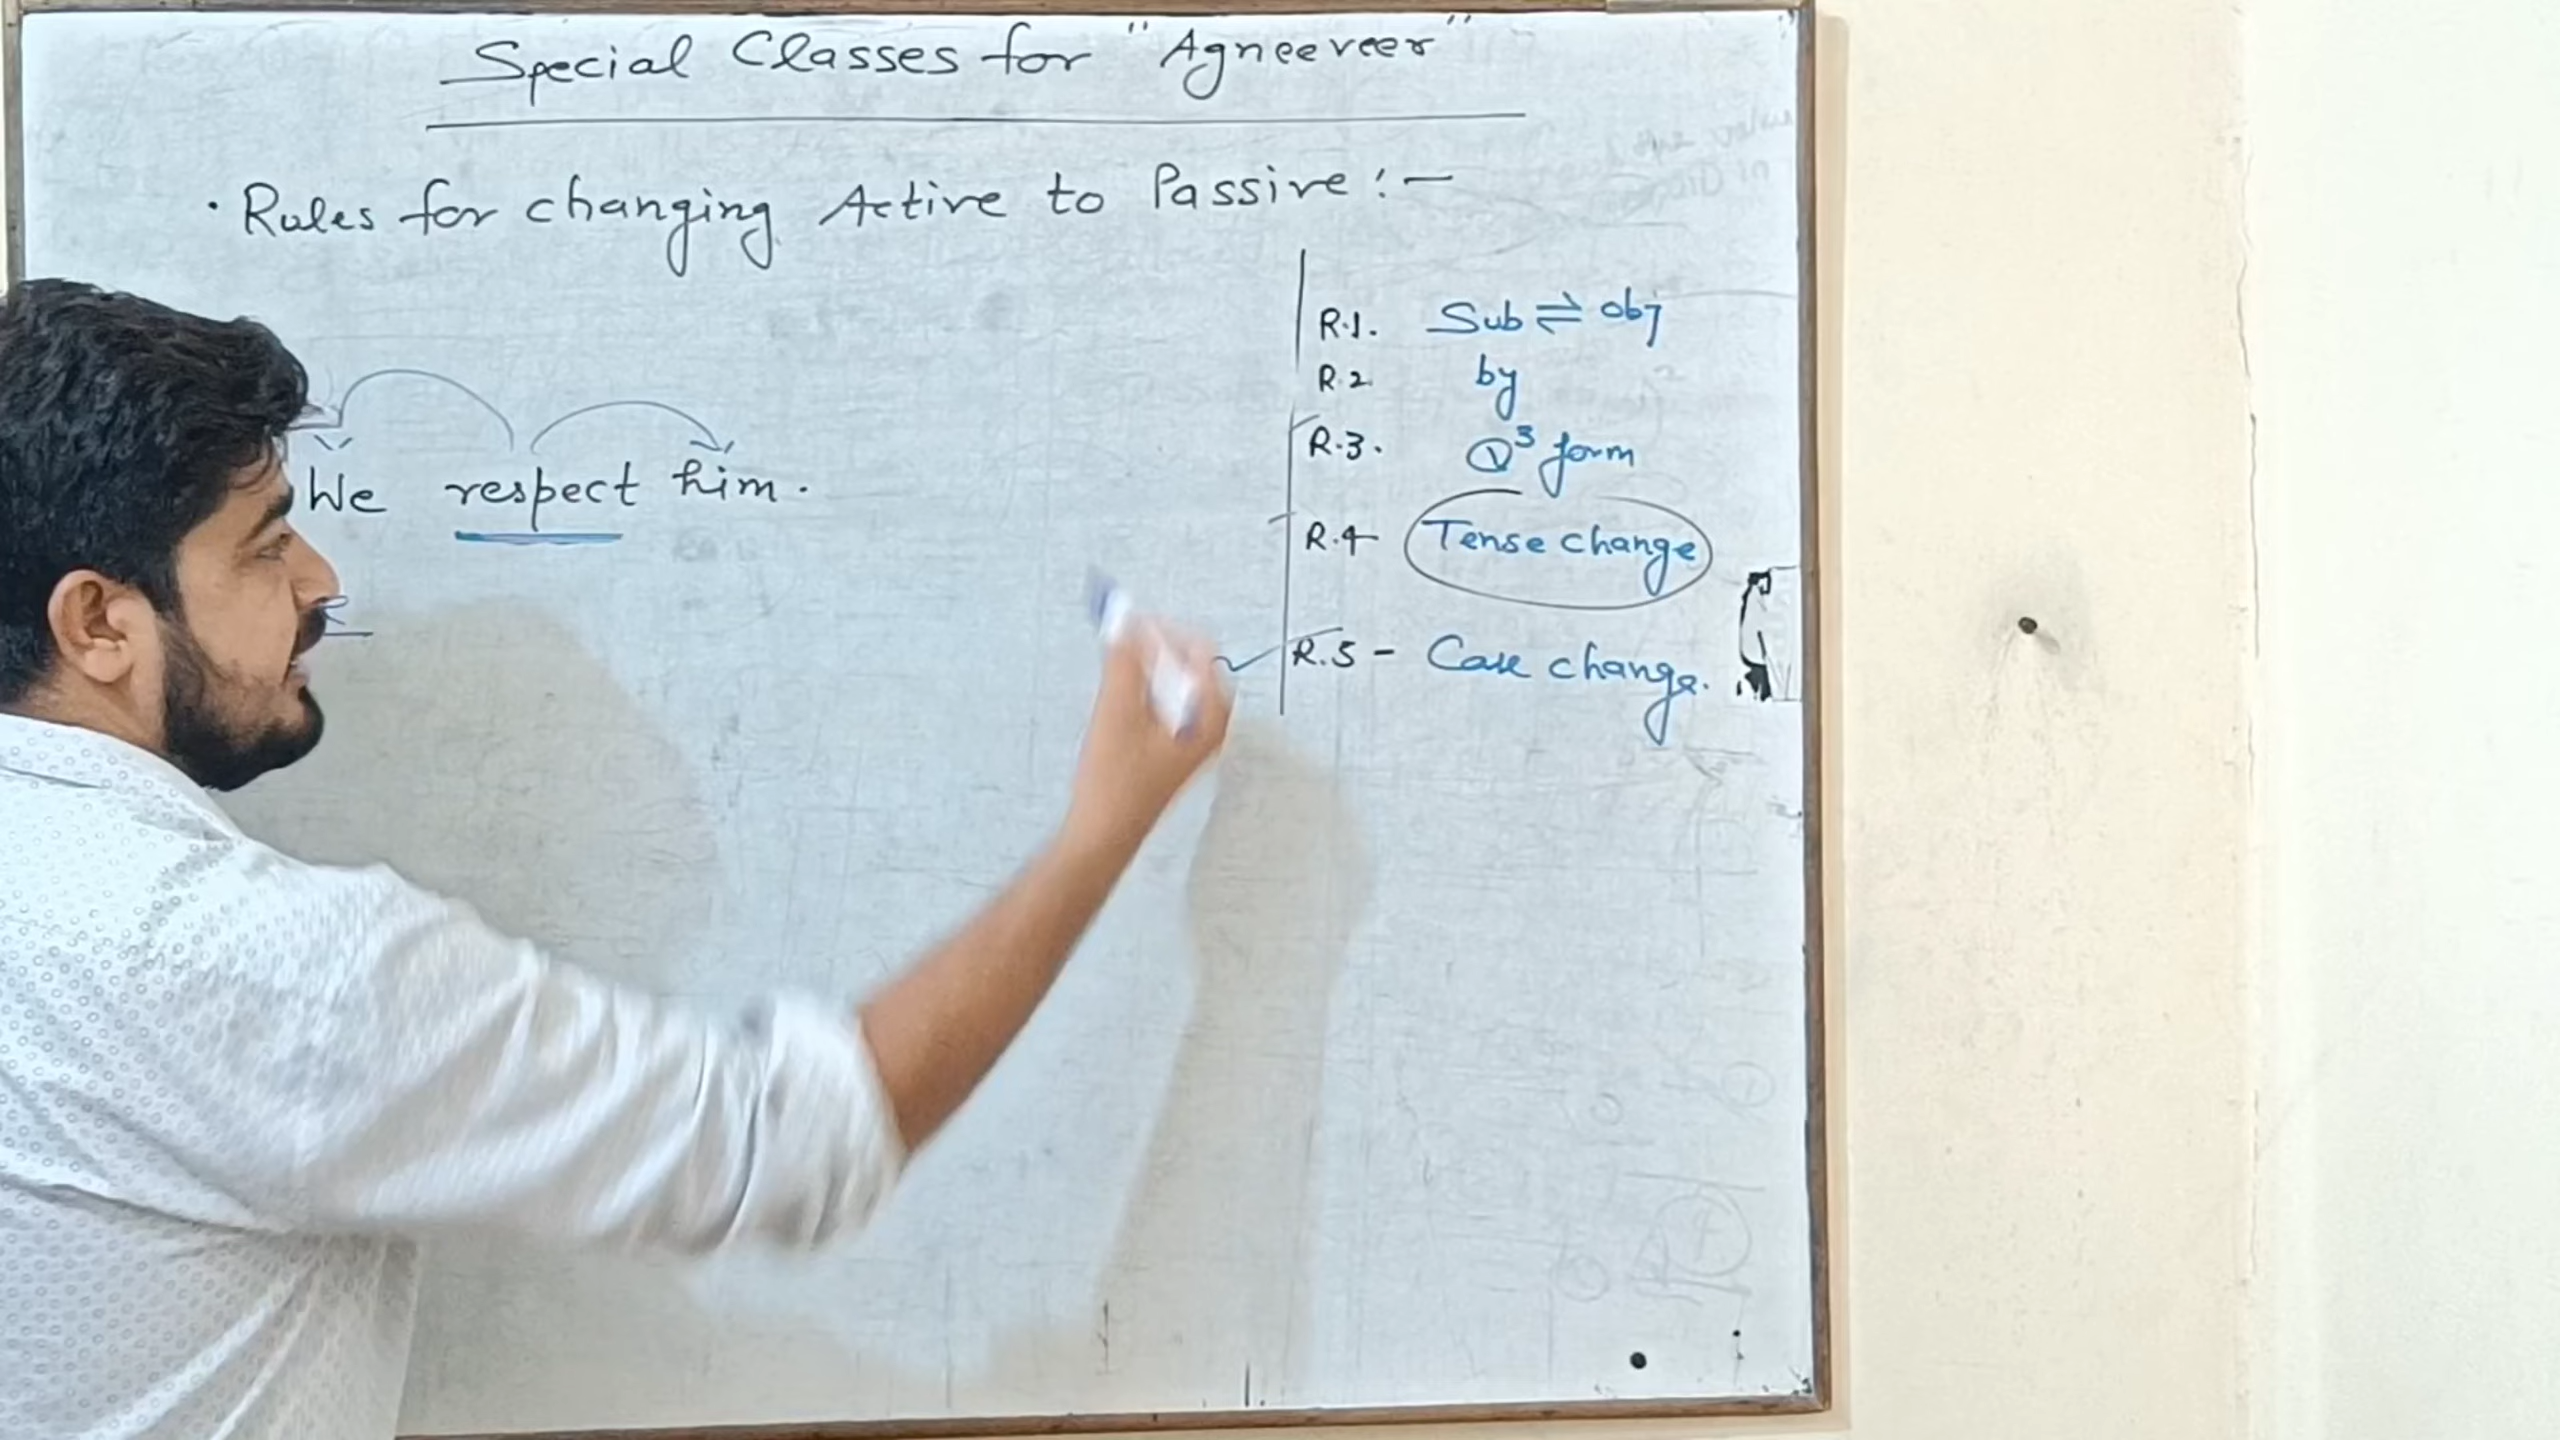 Special Classes for "Agneeveer"
· Rules for changing Active to Passive :-
We respect him.
R.1. Sub ⇌ obj
R.2. by
R.3. V³ form
R.4 Tense change
R.5 - Case change.